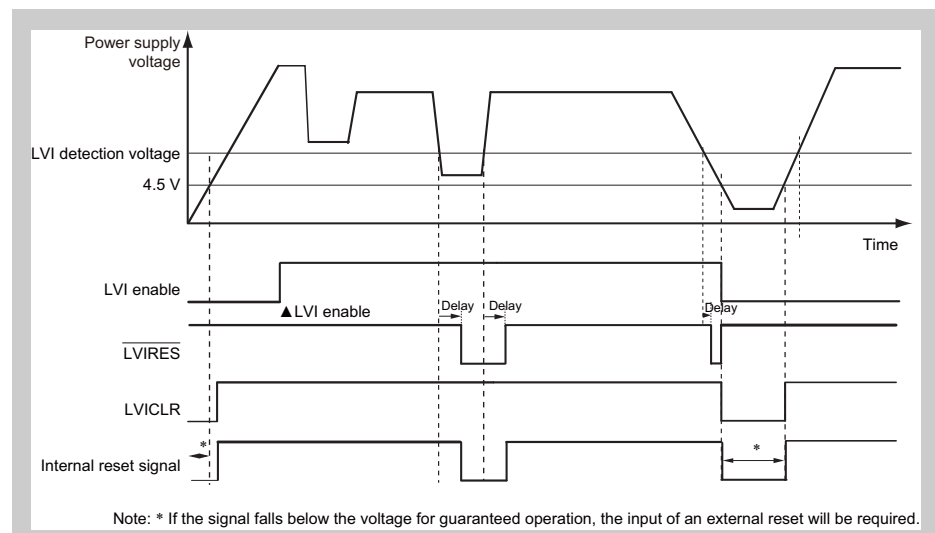 Power supply
voltage
LVI detection voltage
4.5 V
Time
LVI enable
▲LVI enable
Delay
Delay
Delay
LVIRES
LVICLR
*
*
Internal reset signal
Note: * If the signal falls below the voltage for guaranteed operation, the input of an external reset will be required.